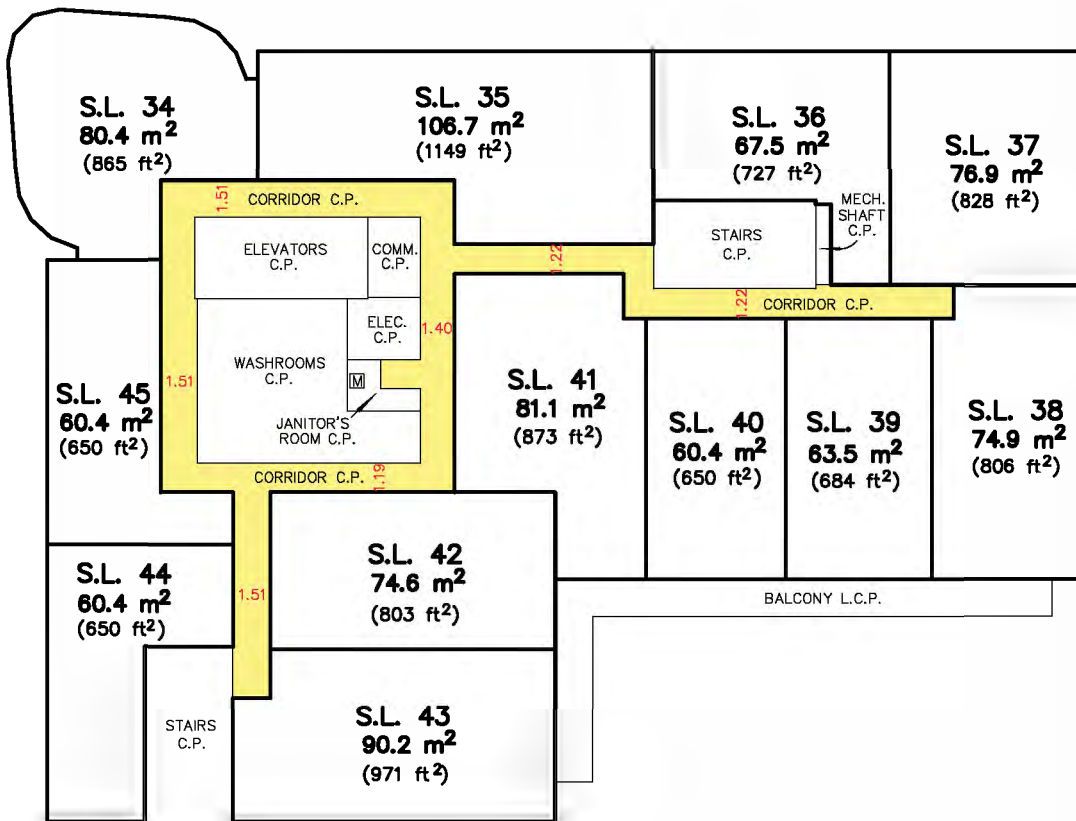 S.L. 34
80.4 m²
(865 ft²)
S.L. 35
106.7 m²
(1149 ft²)
S.L. 36
67.5 m²
(727 ft²)
S.L. 37
76.9 m²
(828 ft²)
MECH.
SHAFT
C.P.
1.51
CORRIDOR C.P.
ELEVATORS
C.P.
COMM.
C.P.
1.22
STAIRS
C.P.
1.22
CORRIDOR C.P.
ELEC.
C.P.
1.40
WASHROOMS
C.P.
M
JANITOR'S
ROOM C.P.
1.51
CORRIDOR C.P.
1.19
S.L. 45
60.4 m²
(650 ft²)
S.L. 41
81.1 m²
(873 ft²)
S.L. 40
60.4 m²
(650 ft²)
S.L. 39
63.5 m²
(684 ft²)
S.L. 38
74.9 m²
(806 ft²)
S.L. 44
60.4 m²
(650 ft²)
1.51
S.L. 42
74.6 m²
(803 ft²)
BALCONY L.C.P.
STAIRS
C.P.
S.L. 43
90.2 m²
(971 ft²)